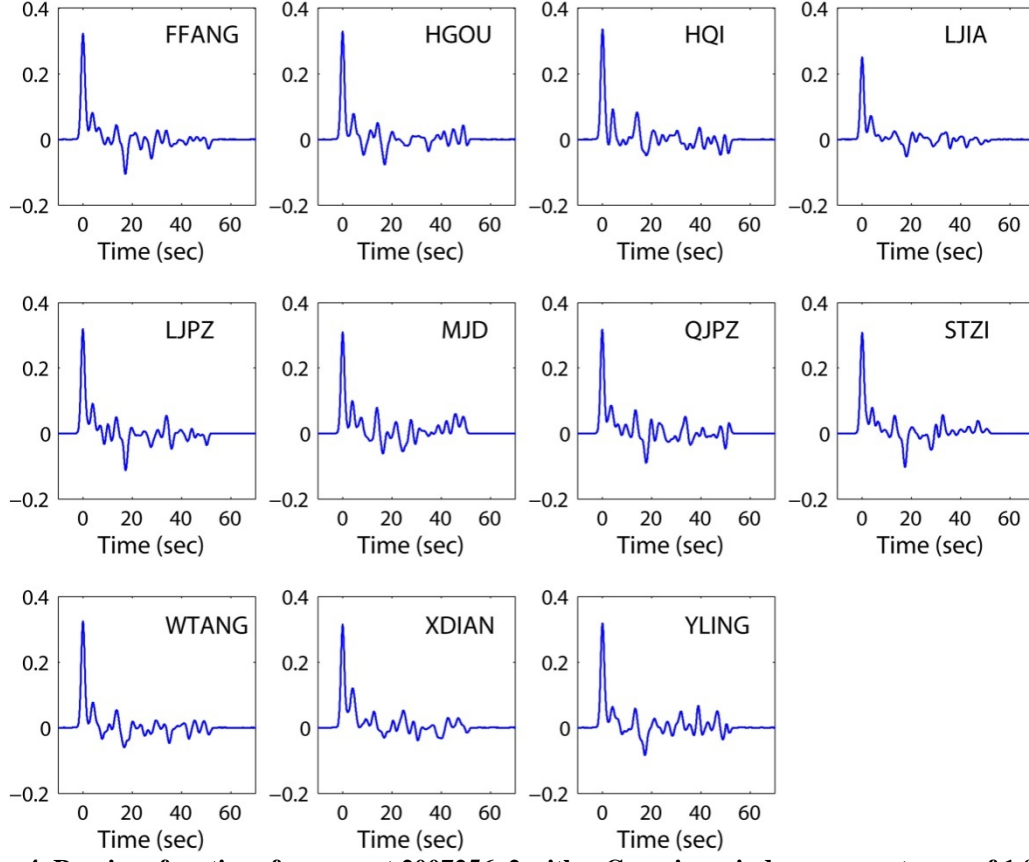 0.4 0.4 0.4 0.4
FFANG HGOU HQI LJIA
0.2 0.2 0.2 0.2
0 0 0 0
−0.2 −0.2 −0.2 −0.2
0 20 40 60 0 20 40 60 0 20 40 60 0 20 40 60
Time (sec) Time (sec) Time (sec) Time (sec)
0.4 0.4 0.4 0.4
LJPZ MJD QJPZ STZI
0.2 0.2 0.2 0.2
0 0 0 0
−0.2 −0.2 −0.2 −0.2
0 20 40 60 0 20 40 60 0 20 40 60 0 20 40 60
Time (sec) Time (sec) Time (sec) Time (sec)
0.4 0.4 0.4
WTANG XDIAN YLING
0.2 0.2 0.2
0 0 0
−0.2 −0.2 −0.2
0 20 40 60 0 20 40 60 0 20 40 60
Time (sec) Time (sec) Time (sec)